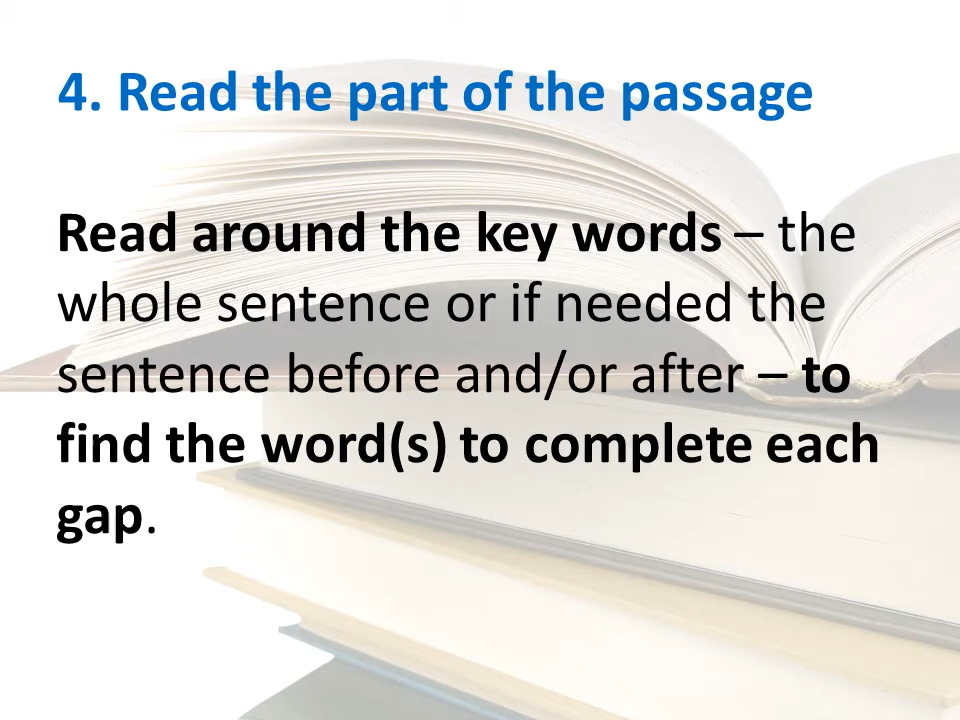 4. Read the part of the passage
Read around the key words – the
whole sentence or if needed the
sentence before and/or after – to
find the word(s) to complete each
gap.